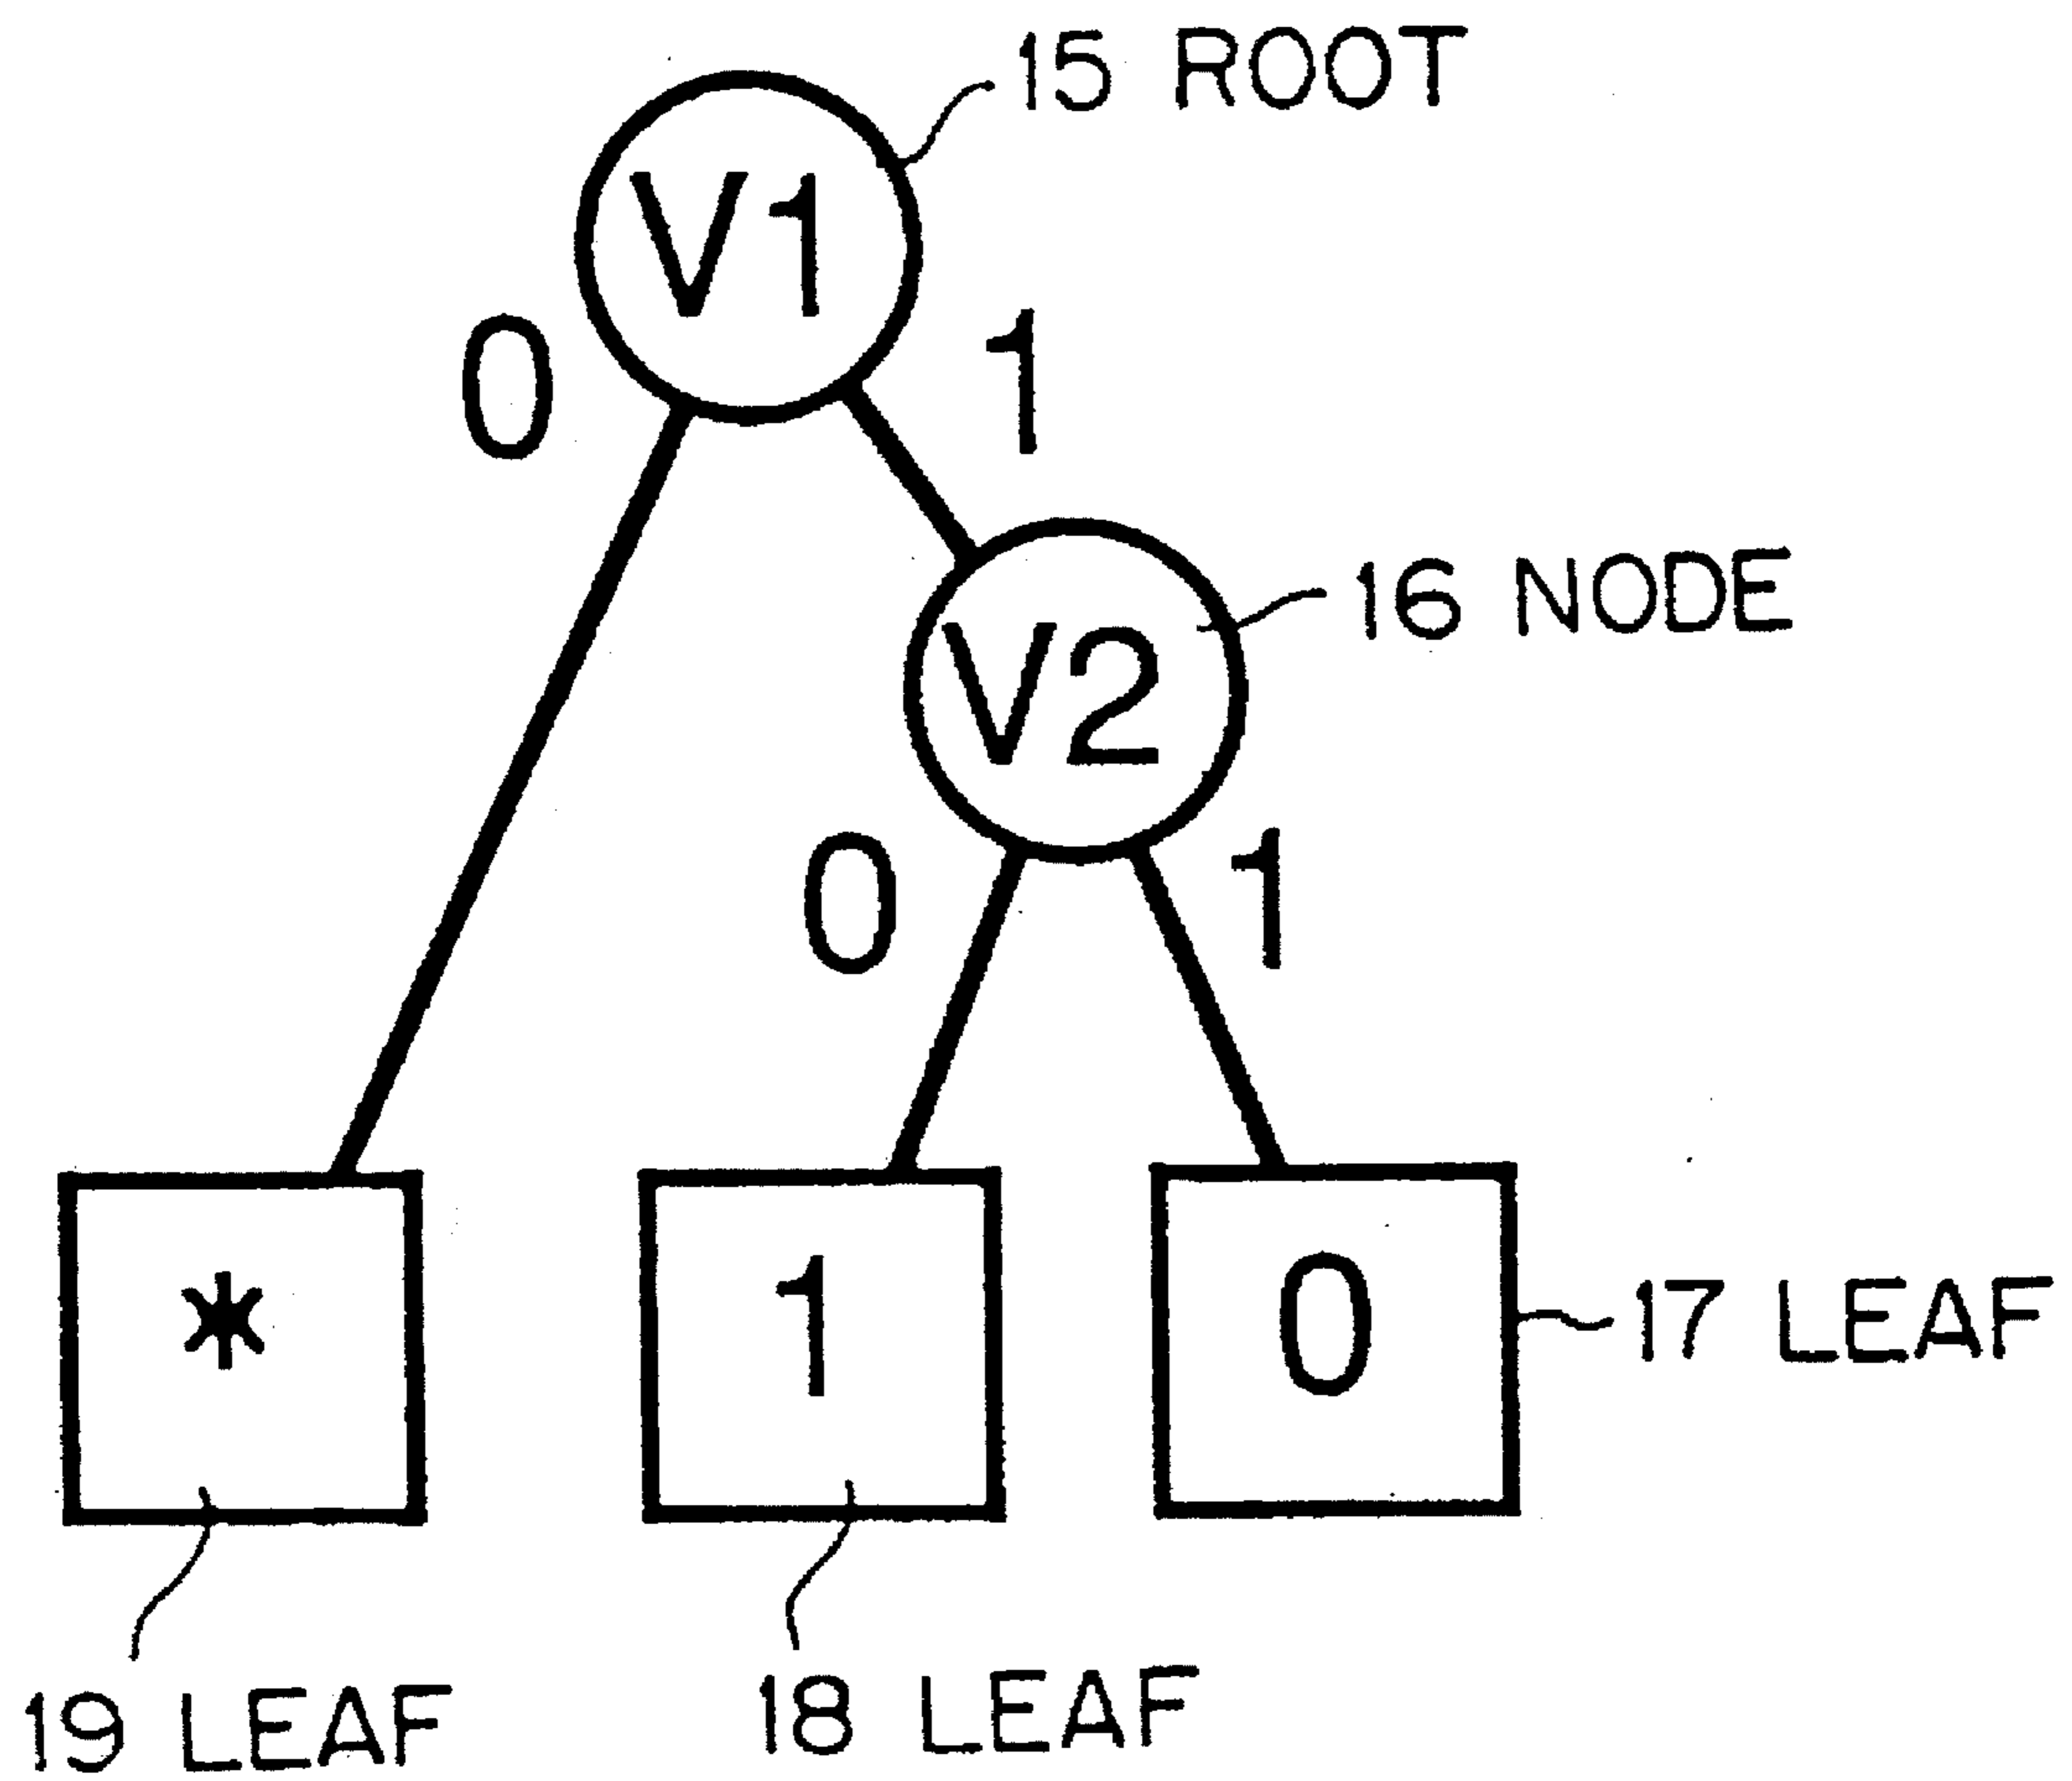 15 ROOT
V1
0 1
16 NODE
V2
0 1
* 1 0
17 LEAF
19 LEAF 18 LEAF